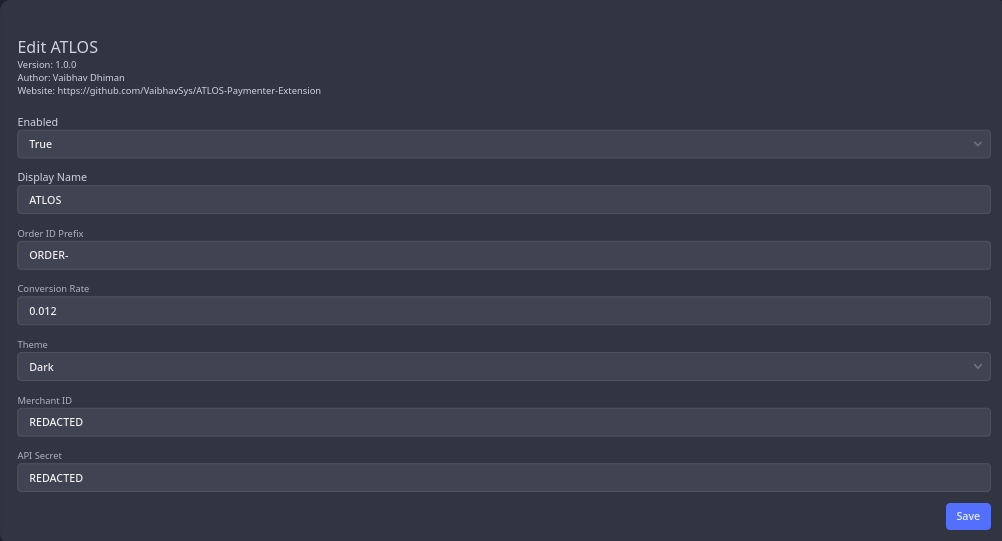 Edit ATLOS
Version: 1.0.0
Author: Vaibhav Dhiman
Website: https://github.com/VaibhavSys/ATLOS-Paymenter-Extension
Enabled
True
Display Name
ATLOS
Order ID Prefix
ORDER-
Conversion Rate
0.012
Theme
Dark
Merchant ID
REDACTED
API Secret
REDACTED
Save